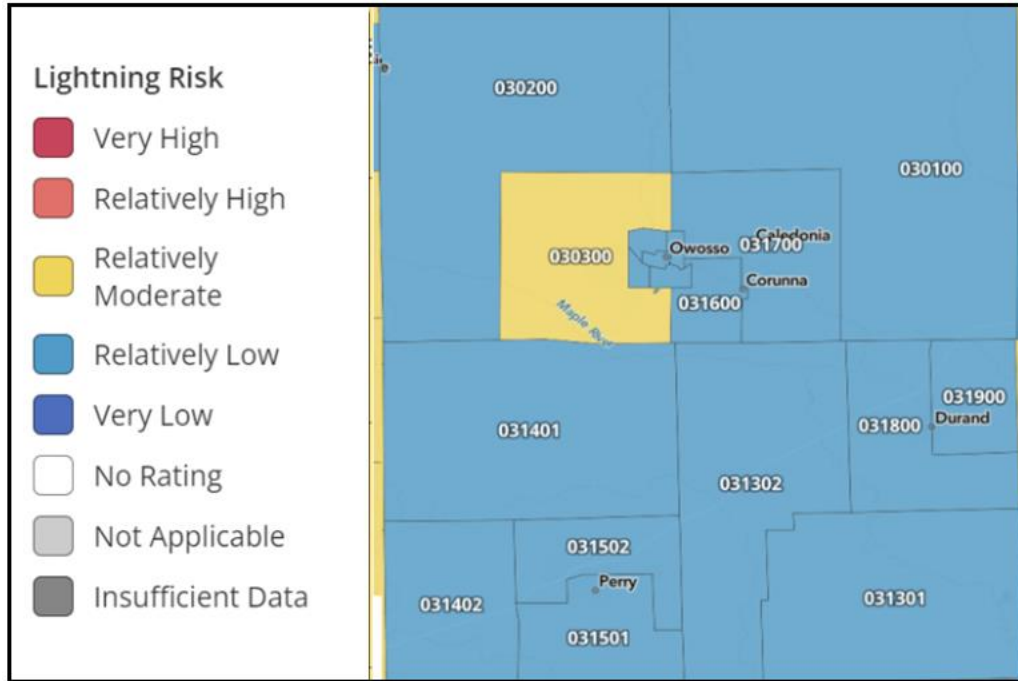 Lightning Risk
Very High
Relatively High
Relatively
Moderate
Relatively Low
Very Low
No Rating
Not Applicable
Insufficient Data
030200
030100
030300
Owosso
Caledonia
031700
Corunna
031600
Maple River
031401
031900
Durand
031800
031302
031502
Perry
031402
031501
031301